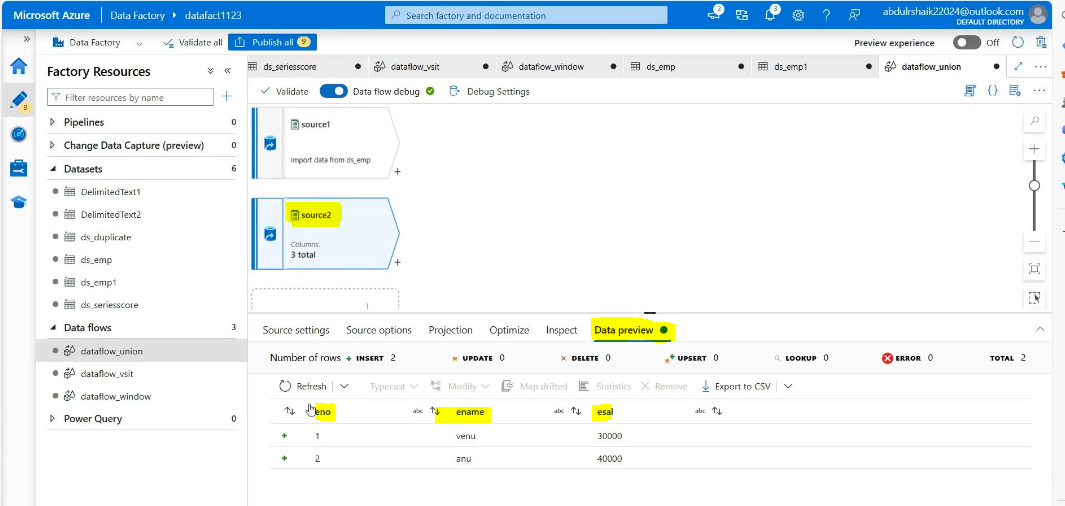 Microsoft Azure Data Factory datafact1123 Search factory and documentation 2 3 abdulrshaik22024@outlook.com
DEFAULT DIRECTORY
Data Factory Validate all Publish all 9 Preview experience Off
Factory Resources
ds_seriesscore dataflow_vsit dataflow_window ds_emp ds_emp1 dataflow_union
Validate Data flow debug Debug Settings
Filter resources by name
9
Pipelines 0
Change Data Capture (preview) 0
Datasets 6
DelimitedText1
DelimitedText2
ds_duplicate
ds_emp
ds_emp1
ds_seriesscore
Data flows 3
dataflow_union
dataflow_vsit
dataflow_window
Power Query 0
source1
Import data from ds_emp
source2
Columns:
3 total
Source settings Source options Projection Optimize Inspect Data preview
Number of rows INSERT 2 UPDATE 0 DELETE 0 UPSERT 0 LOOKUP 0 ERROR 0 TOTAL 2
Refresh Typecast Modify Map drifted Statistics Remove Export to CSV
eno abc ename abc esal abc
1 venu 30000
2 anu 40000